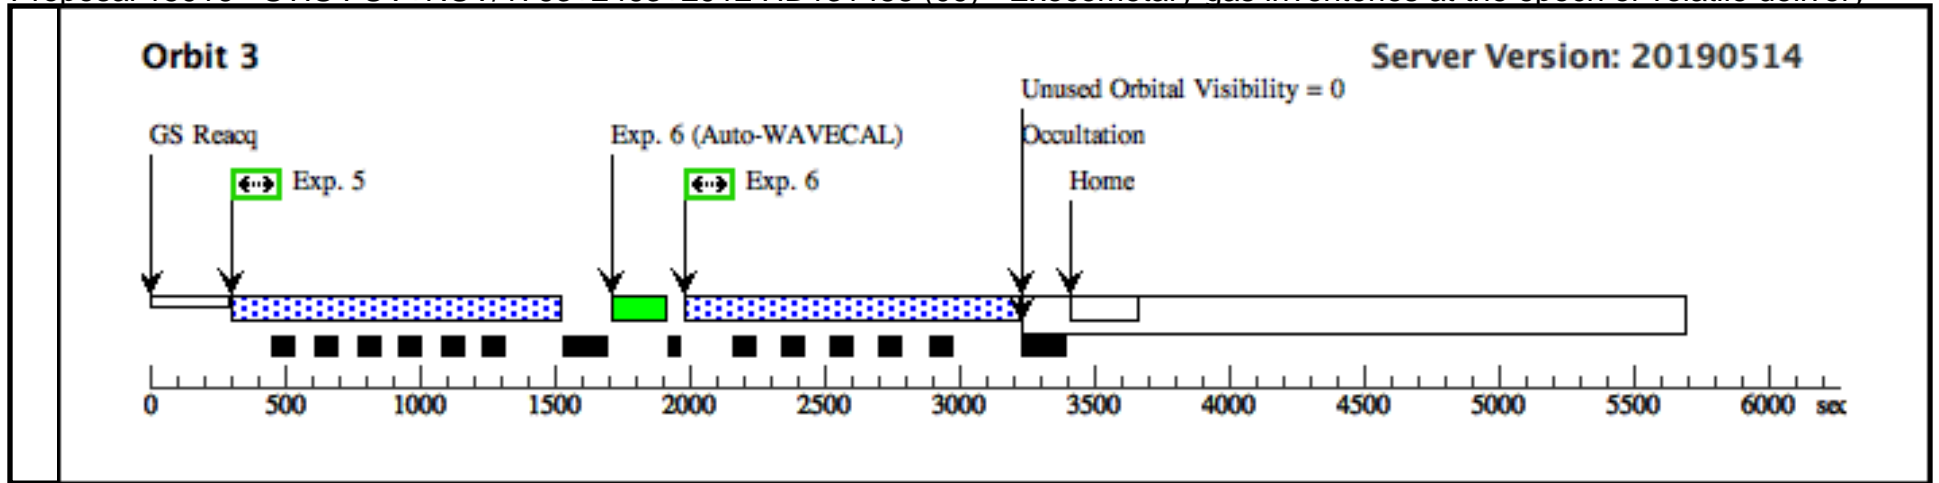 Orbit 3
Server Version: 20190514
Unused Orbital Visibility = 0
GS Reacq
Exp. 6 (Auto-WAVECAL)
Occultation
Exp. 5
Exp. 6
Home
0 500 1000 1500 2000 2500 3000 3500 4000 4500 5000 5500 6000 sec